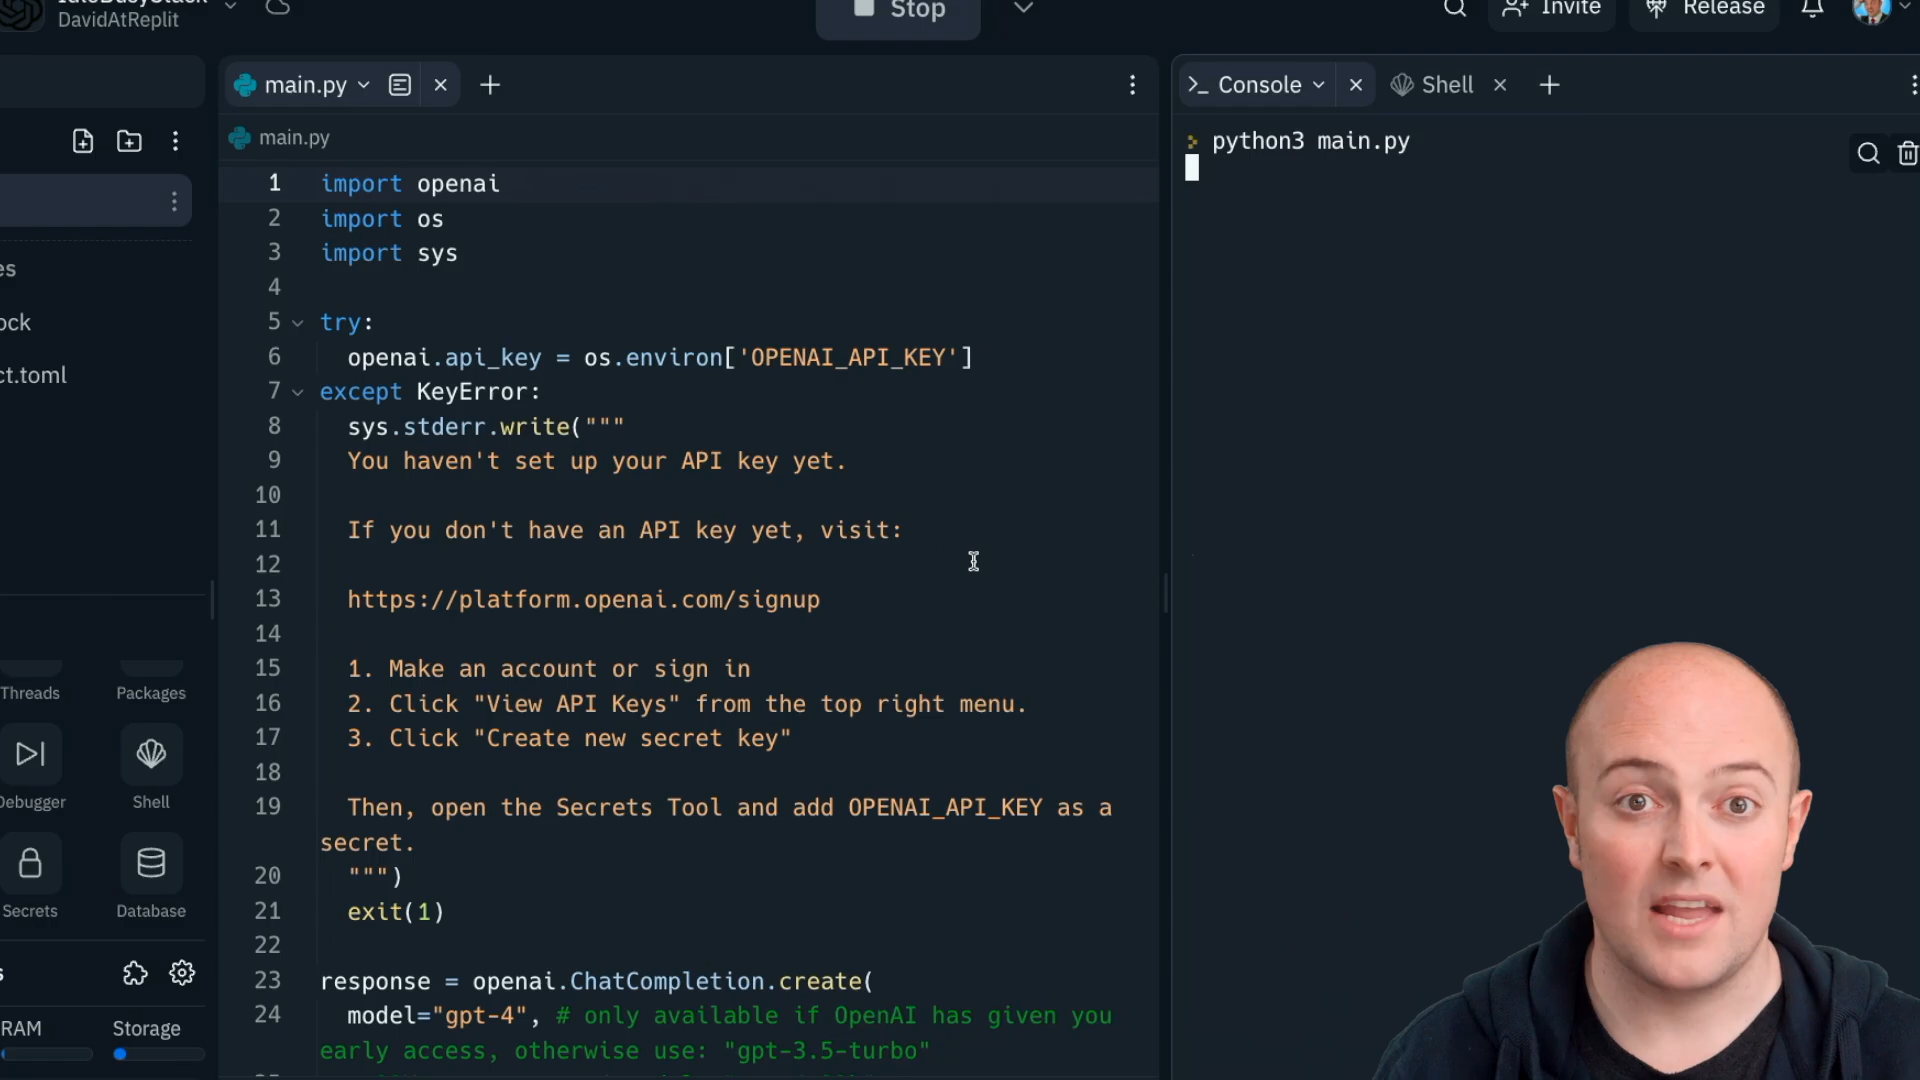 DavidAtReplit
Stop
Invite
Release
main.py
Console
Shell
main.py
python3 main.py
1 import openai
2 import os
3 import sys
4
5 try:
6 openai.api_key = os.environ['OPENAI_API_KEY']
7 except KeyError:
8 sys.stderr.write("""
9 You haven't set up your API key yet.
10
11 If you don't have an API key yet, visit:
12
13 https://platform.openai.com/signup
14
15 1. Make an account or sign in
16 2. Click "View API Keys" from the top right menu.
17 3. Click "Create new secret key"
18
19 Then, open the Secrets Tool and add OPENAI_API_KEY as a
secret.
20 """)
21 exit(1)
22
23 response = openai.ChatCompletion.create(
24 model="gpt-4", # only available if OpenAI has given you
early access, otherwise use: "gpt-3.5-turbo"
es
ock
ct.toml
Threads
Packages
Debugger
Shell
Secrets
Database
s
RAM
Storage